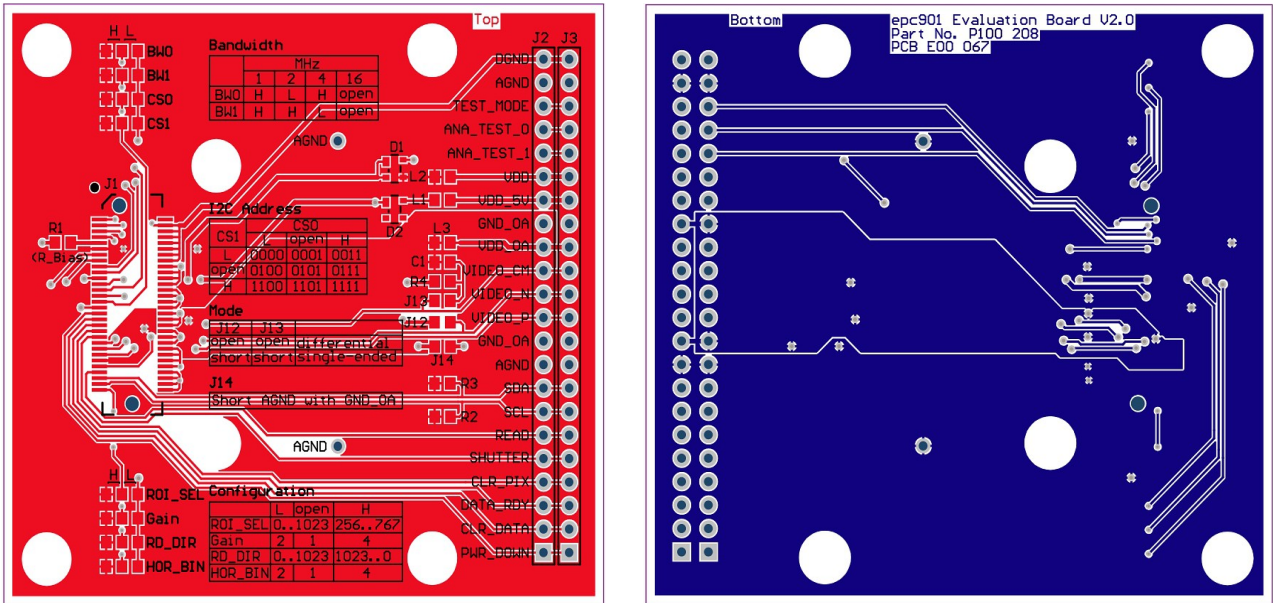 Top
H L
BW0
BW1
CS0
CS1
Bandwidth
MHz
1 2 4 16
BW0 H L H open
BW1 H H L open
J2 J3
DGND
AGND
TEST_MODE
ANA_TEST_0
ANA_TEST_1
VDD
VDD_5V
GND_OA
VDD_OA
VIDEO_CM
VIDEO_N
VIDEO_P
GND_OA
AGND
SDA
SCL
READ
SHUTTER
CLR_PIX
DATA_RDY
CLR_DATA
PWR_DOWN
AGND
D1
L2
L1
D2
J1
R1
(R_Bias)
I2C Address
CS1 CS0
L open H
L 0000 0001 0011
open 0100 0101 0111
H 1100 1101 1111
L3
C1
R4
J13
J12
J14
Mode
J12 J13
open open differential
short short single-ended
J14
Short AGND with GND_OA
R3
R2
AGND
H L
ROI_SEL
Gain
RD_DIR
HOR_BIN
Configuration
L open H
ROI_SEL 0..1023 256..767
Gain 2 1 4
RD_DIR 0..1023 1023..0
HOR_BIN 2 1 4
Bottom
epc901 Evaluation Board V2.0
Part No. P100 208
PCB E00 067